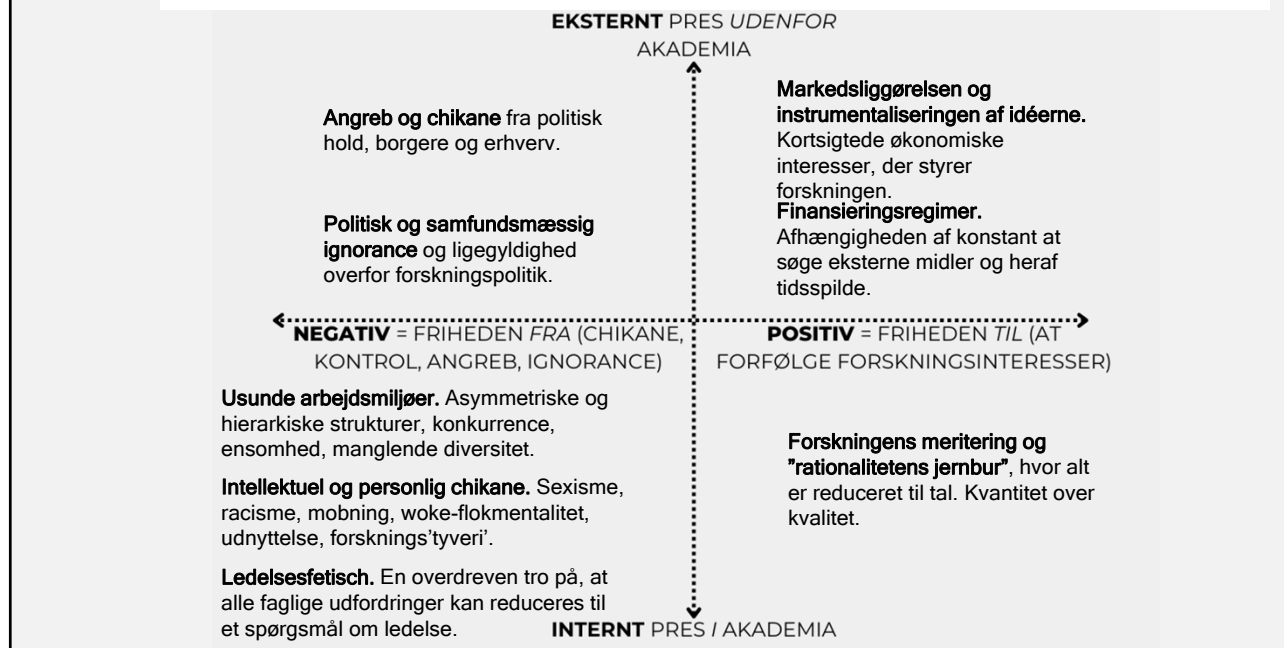 EKSTERNT PRES UDENFOR
AKADEMIA
Angreb og chikane fra politisk
hold, borgere og erhverv.
Politisk og samfundsmæssig
ignorance og ligegyldighed
overfor forskningspolitik.
Markedsliggørelsen og
instrumentaliseringen af idéerne.
Kortsigtede økonomiske
interesser, der styrer
forskningen.
Finansieringsregimer.
Afhængigheden af konstant at
søge eksterne midler og heraf
tidsspilde.
NEGATIV = FRIHEDEN FRA (CHIKANE,
KONTROL, ANGREB, IGNORANCE)
POSITIV = FRIHEDEN TIL (AT
FORFØLGE FORSKNINGSINTERESSER)
Usunde arbejdsmiljøer. Asymmetriske og
hierarkiske strukturer, konkurrence,
ensomhed, manglende diversitet.
Intellektuel og personlig chikane. Sexisme,
racisme, mobning, woke-flokmentalitet,
udnyttelse, forsknings'tyveri'.
Ledelsesfetisch. En overdreven tro på, at
alle faglige udfordringer kan reduceres til
et spørgsmål om ledelse.
Forskningens meritering og
"rationalitetens jernbur", hvor alt
er reduceret til tal. Kvantitet over
kvalitet.
INTERNT PRES I AKADEMIA